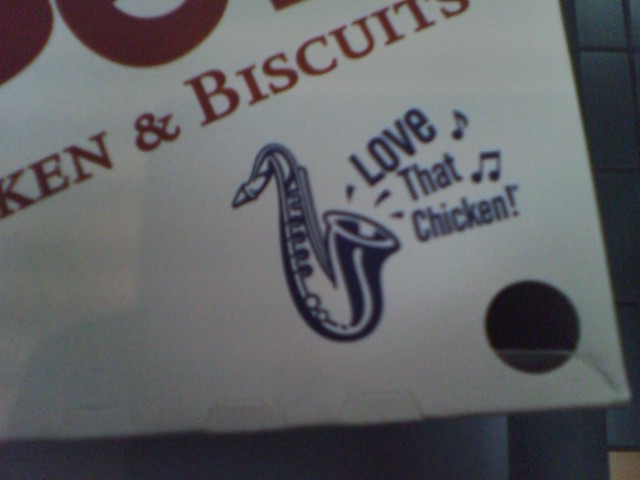 KEN & BISCUITS
LOVe
That
Chicken!